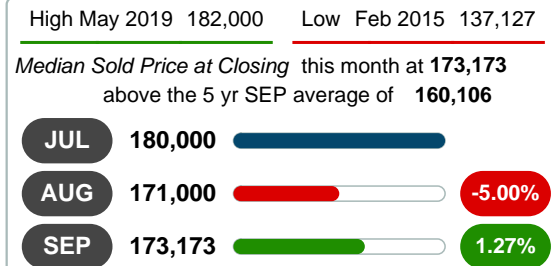 High May 2019 182,000 Low Feb 2015 137,127
Median Sold Price at Closing this month at 173,173
above the 5 yr SEP average of 160,106
JUL 180,000
AUG 171,000 -5.00%
SEP 173,173 1.27%